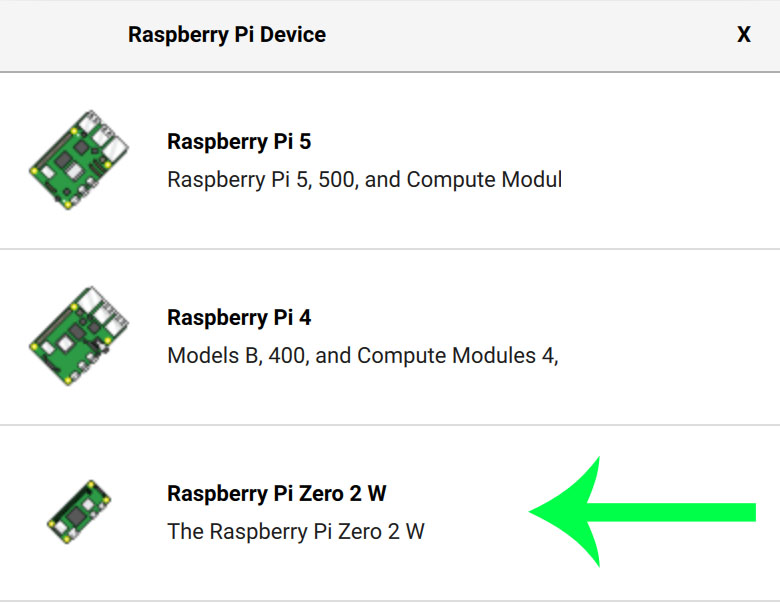 Raspberry Pi Device
X
Raspberry Pi 5
Raspberry Pi 5, 500, and Compute Modul
Raspberry Pi 4
Models B, 400, and Compute Modules 4,
Raspberry Pi Zero 2 W
The Raspberry Pi Zero 2 W